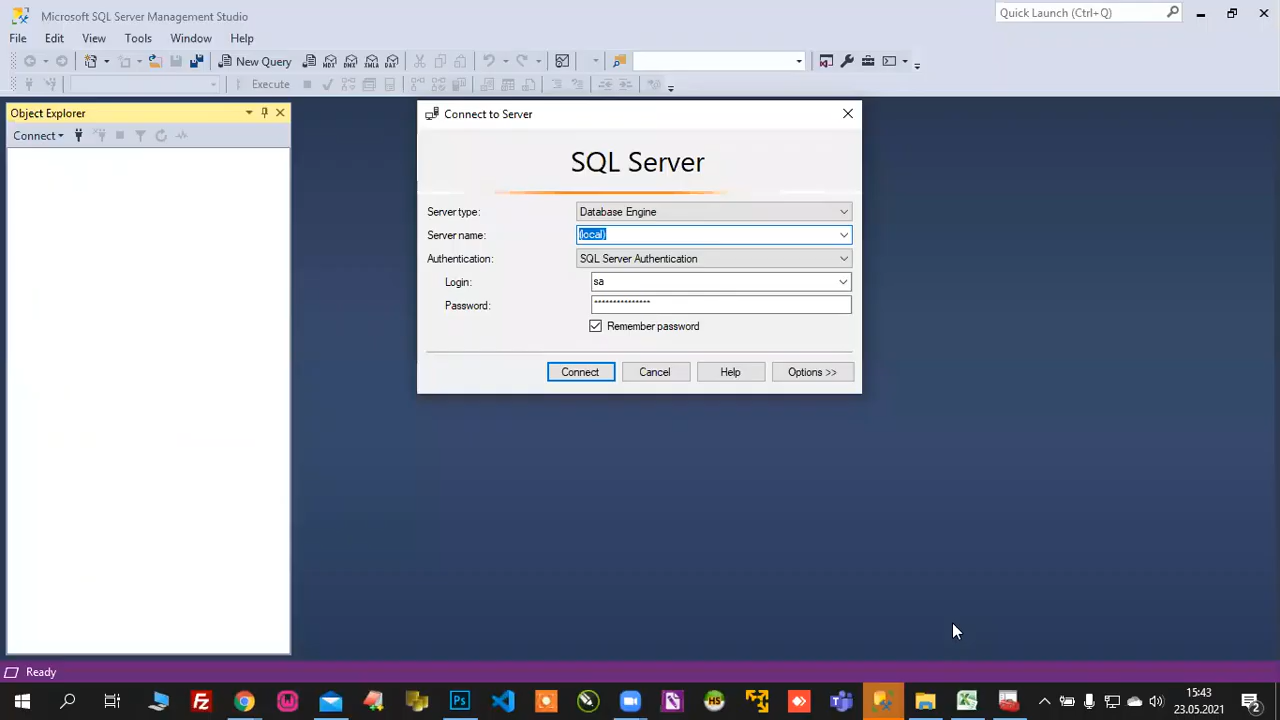 Microsoft SQL Server Management Studio
Quick Launch (Ctrl+Q)
File Edit View Tools Window Help
New Query
Execute
Object Explorer
Connect
Connect to Server
SQL Server
Server type: Database Engine
Server name: (local)
Authentication: SQL Server Authentication
Login: sa
Password: ***************
Remember password
Connect Cancel Help Options >>
Ready
15:43
23.05.2021